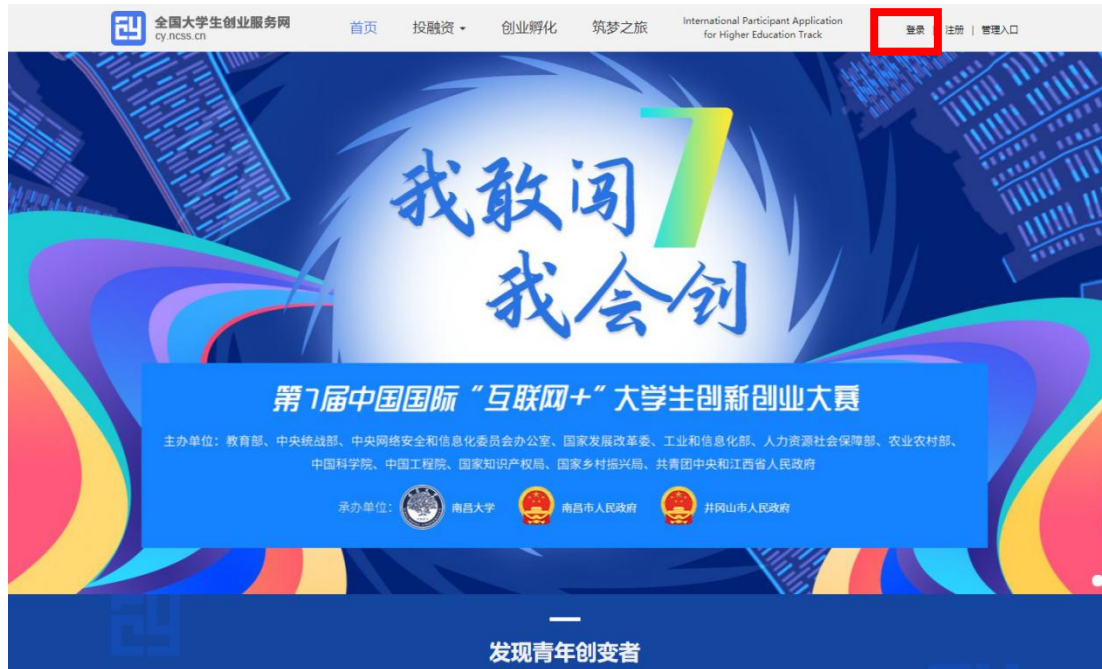 全国大学生创业服务网
cy.ncss.cn
首页 投融资 创业孵化 筑梦之旅 International Participant Application for Higher Education Track 登录 | 注册 | 管理入口
我敢闯
7
我会创
第7届中国国际“互联网+”大学生创新创业大赛
主办单位：教育部、中央统战部、中央网络安全和信息化委员会办公室、国家发展改革委、工业和信息化部、人力资源社会保障部、农业农村部、
中国科学院、中国工程院、国家知识产权局、国家乡村振兴局、共青团中央和江西省人民政府
承办单位： 南昌大学 南昌市人民政府 井冈山市人民政府
发现青年创变者